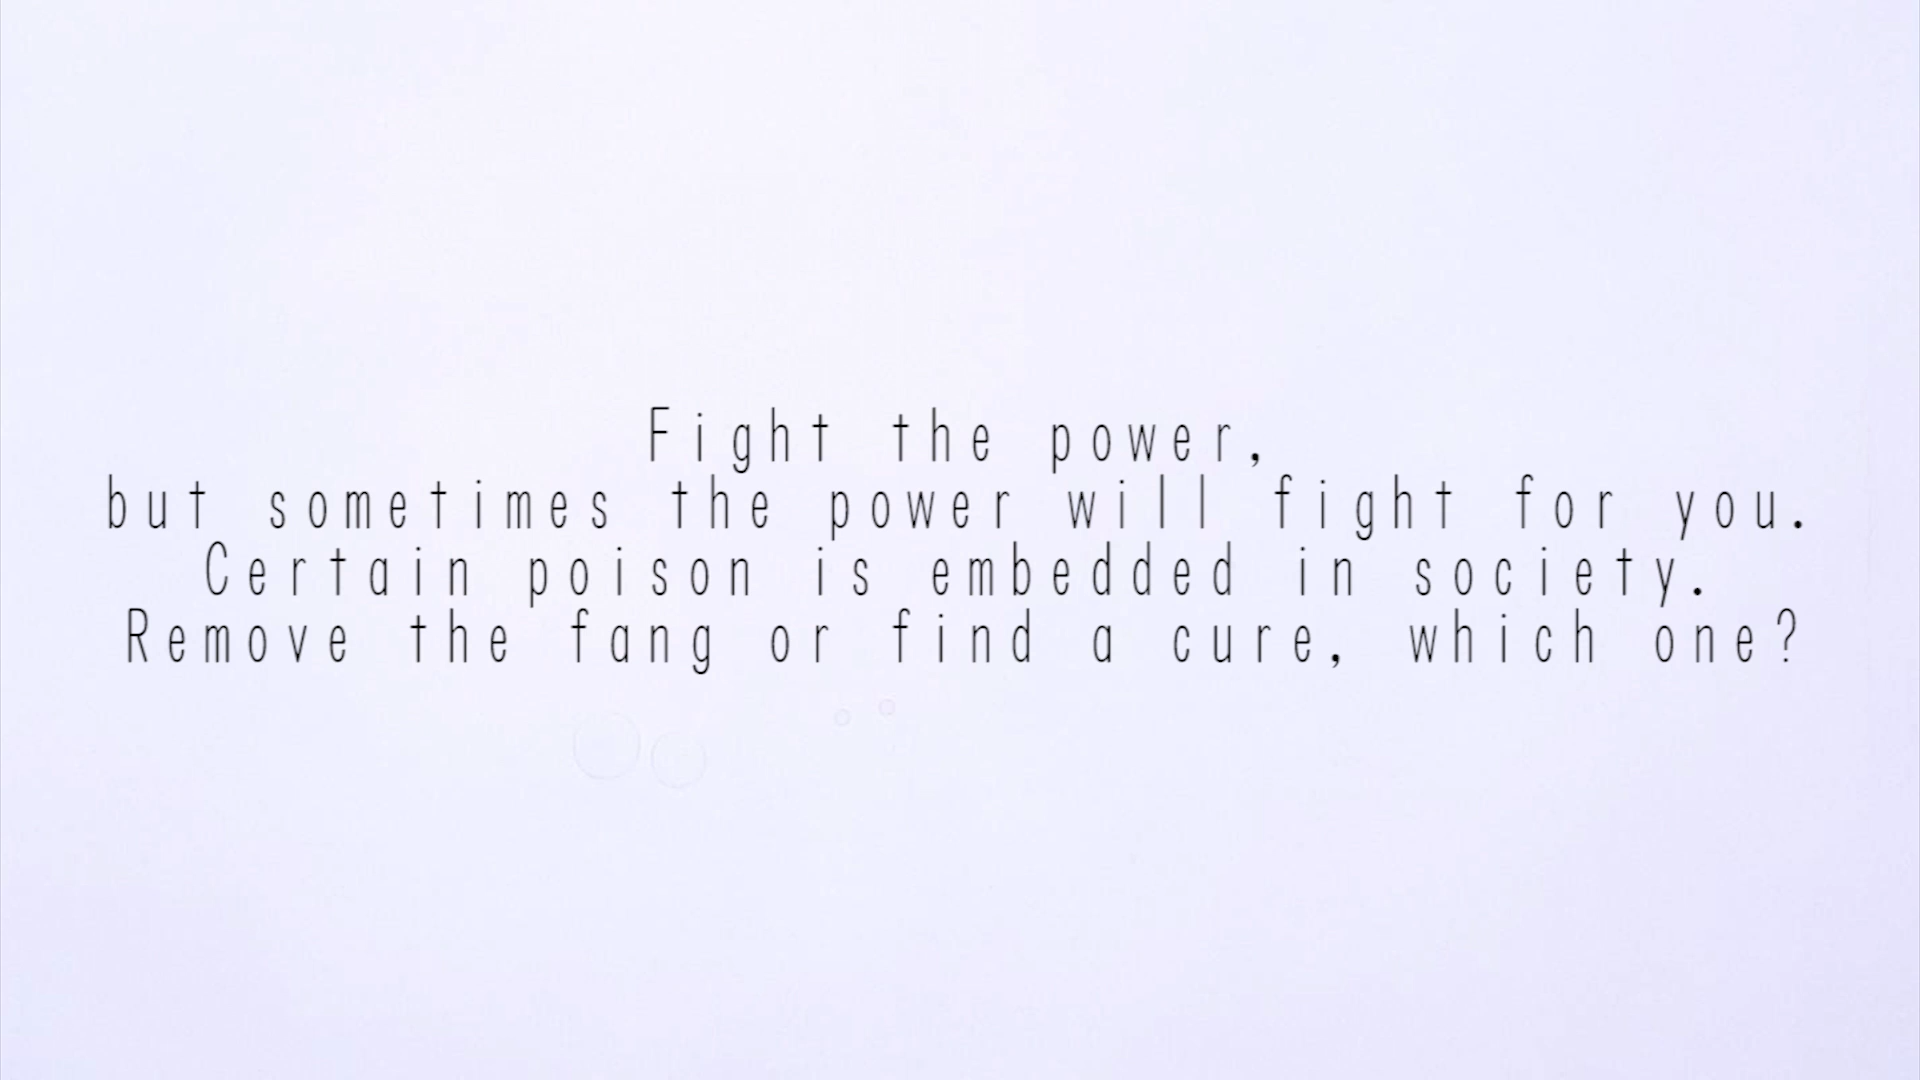 Fight the power,
but sometimes the power will fight for you.
Certain poison is embedded in society.
Remove the fang or find a cure, which one?